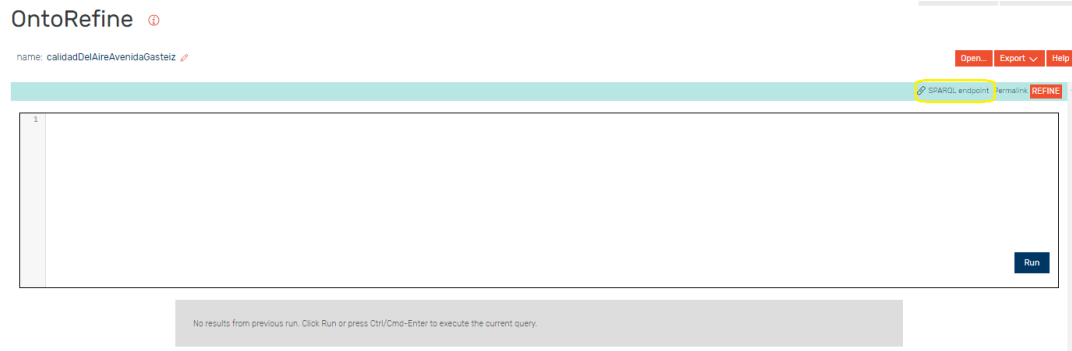 OntoRefine
name: calidadDelAireAvenidaGasteiz
Open... Export Help
SPARQL endpoint Permalink REFINE
1
Run
No results from previous run. Click Run or press Ctrl/Cmd-Enter to execute the current query.